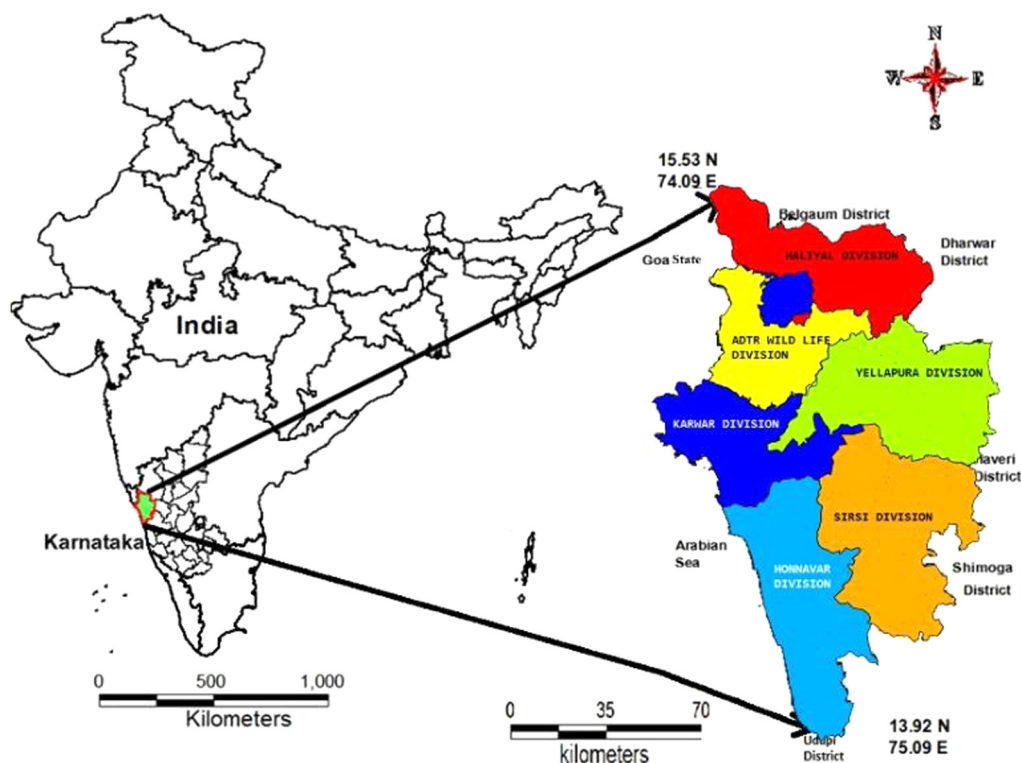 N
W E
S
15.53 N
74.09 E
Belgaum District
Goa State
HALIYAL DIVISION
Dharwar
District
India
ADTR WILD LIFE
DIVISION
YELLAPURA DIVISION
KARWAR DIVISION
haveri
District
SIRSI DIVISION
Karnataka
Arabian
Sea
HONNAVAR
DIVISION
Shimoga
District
0 500 1,000
Kilometers
0 35 70
kilometers
13.92 N
75.09 E
Udupi
District